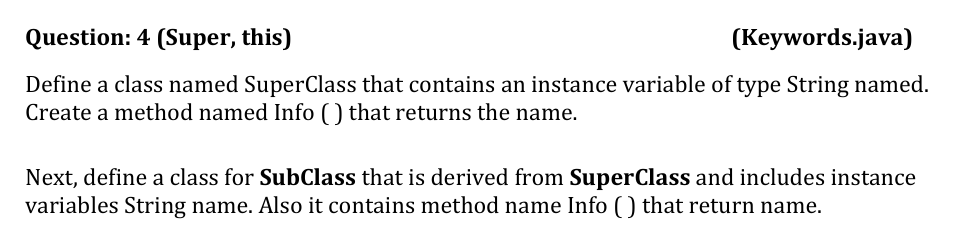 Question: 4 (Super, this) (Keywords.java)
Define a class named SuperClass that contains an instance variable of type String named.
Create a method named Info ( ) that returns the name.
Next, define a class for SubClass that is derived from SuperClass and includes instance
variables String name. Also it contains method name Info ( ) that return name.